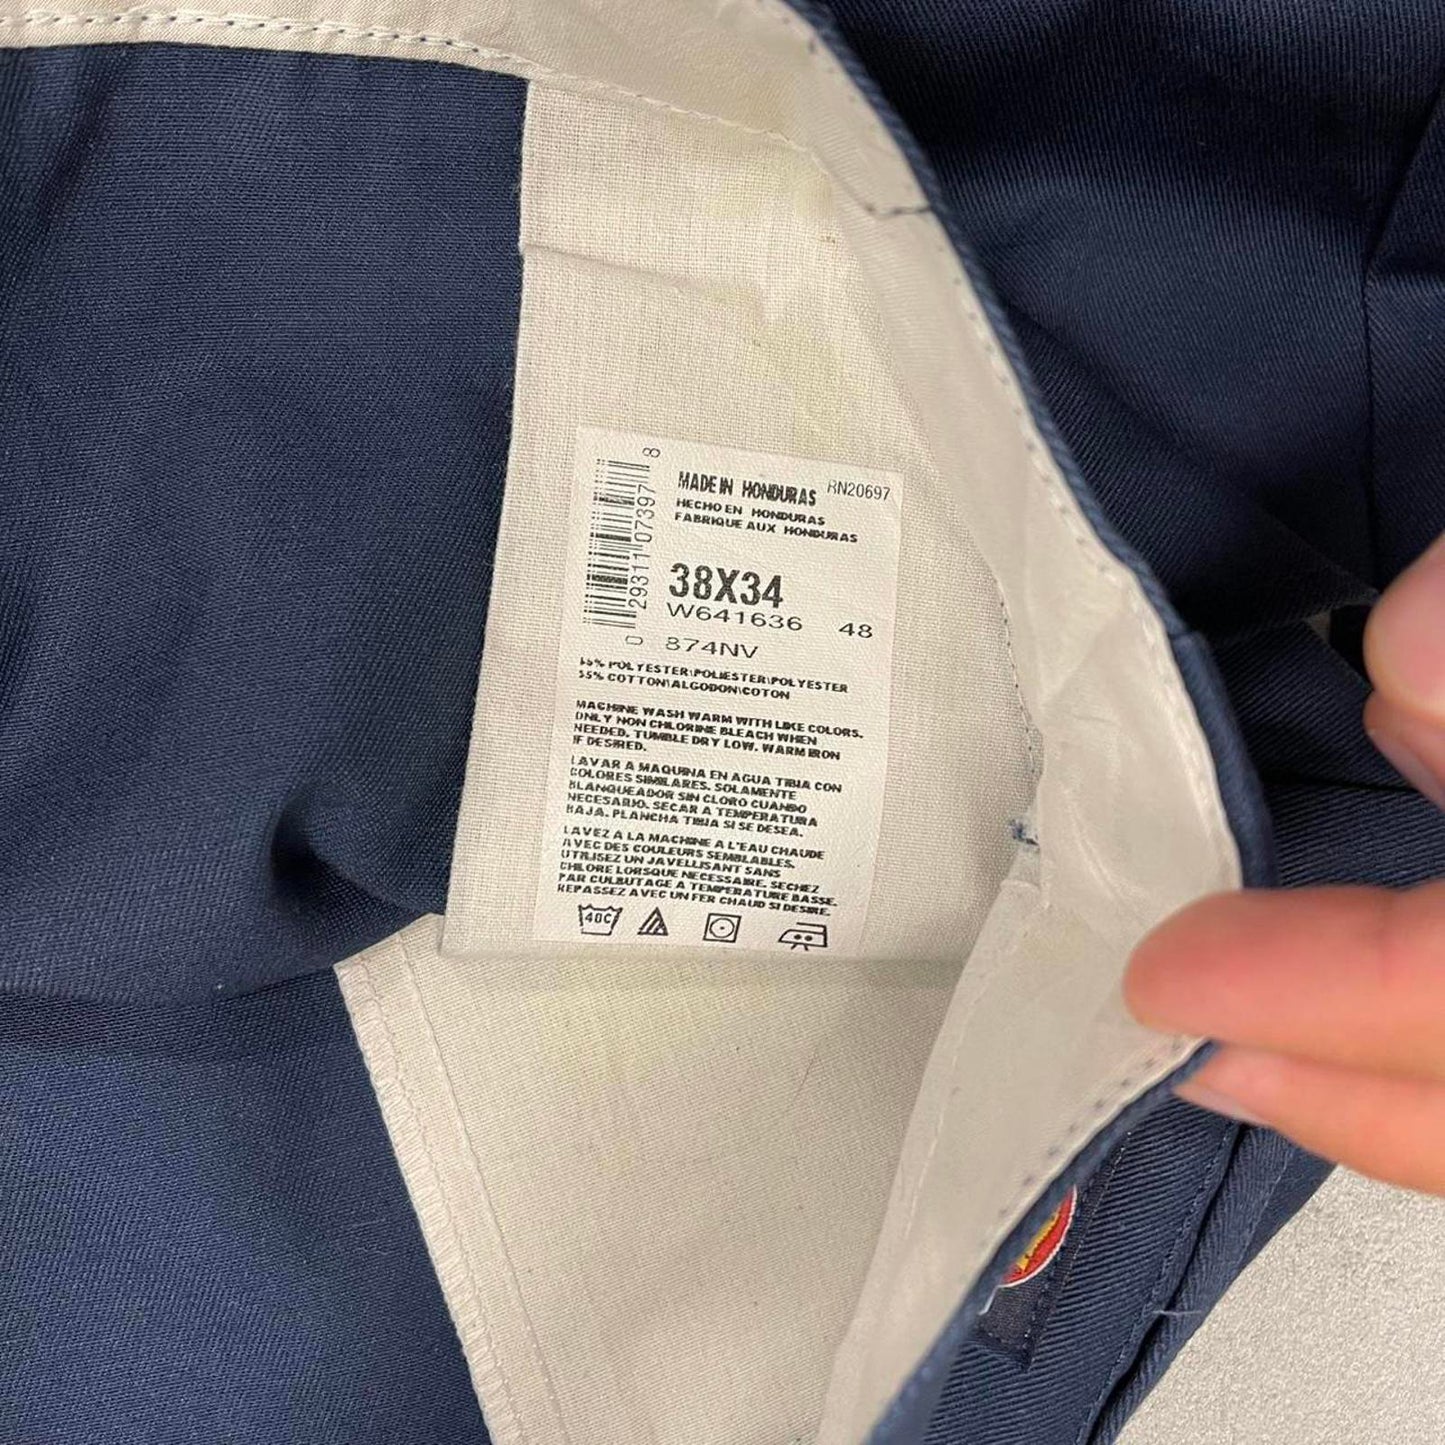 MADE IN HONDURAS RN20697
HECHO EN HONDURAS
FABRIQUE AUX HONDURAS
38X34
W641636 48
874NV
0 29311 07397 8
% POLYESTER\POLIESTER\POLYESTER
35% COTTON\ALGODON\COTON
MACHINE WASH WARM WITH LIKE COLORS.
ONLY NON CHLORINE BLEACH WHEN
NEEDED. TUMBLE DRY LOW. WARM IRON
IF DESIRED.
LAVAR A MAQUINA EN AGUA TIBIA CON
COLORES SIMILARES. SOLAMENTE
BLANQUEADOR SIN CLORO CUANDO
NECESARIO. SECAR A TEMPERATURA
BAJA. PLANCHA TIBIA SI SE DESEA.
LAVEZ A LA MACHINE A L'EAU CHAUDE
AVEC DES COULEURS SEMBLABLES.
UTILISEZ UN JAVELLISANT SANS
CHLORE LORSQUE NECESSAIRE. SECHEZ
PAR CULBUTAGE A TEMPERATURE BASSE.
REPASSEZ AVEC UN FER CHAUD SI DESIRE.
40C